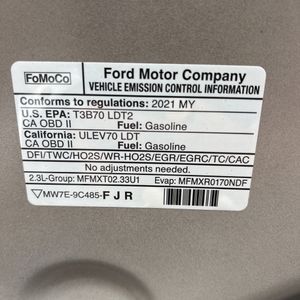 FoMoCo
Ford Motor Company
VEHICLE EMISSION CONTROL INFORMATION
Conforms to regulations: 2021 MY
U.S. EPA: T3B70 LDT2
CA OBD II Fuel: Gasoline
California: ULEV70 LDT
CA OBD II Fuel: Gasoline
DFI/TWC/HO2S/WR-HO2S/EGR/EGRC/TC/CAC
No adjustments needed.
2.3L-Group: MFMXT02.33U1 Evap: MFMXR0170NDF
MW7E-9C485-F J R